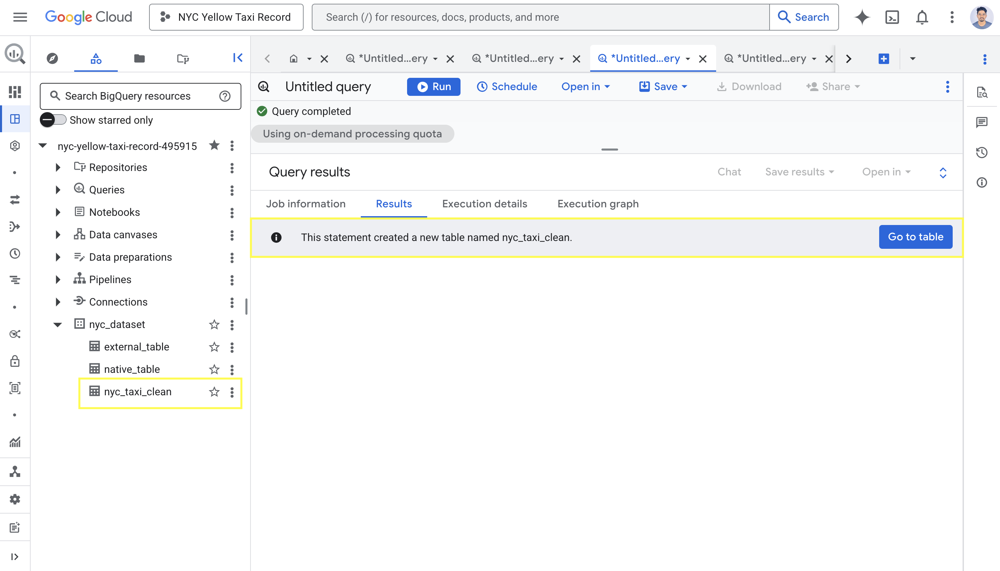 Google Cloud
NYC Yellow Taxi Record
Search (/) for resources, docs, products, and more
Search
*Untitled...ery
*Untitled...ery
*Untitled...ery
*Untitled...ery
Untitled query
Run
Schedule
Open in
Save
Download
Share
Search BigQuery resources
Show starred only
Query completed
Using on-demand processing quota
nyc-yellow-taxi-record-495915
Repositories
Queries
Notebooks
Data canvases
Data preparations
Pipelines
Connections
nyc_dataset
external_table
native_table
nyc_taxi_clean
Query results
Chat
Save results
Open in
Job information
Results
Execution details
Execution graph
This statement created a new table named nyc_taxi_clean.
Go to table